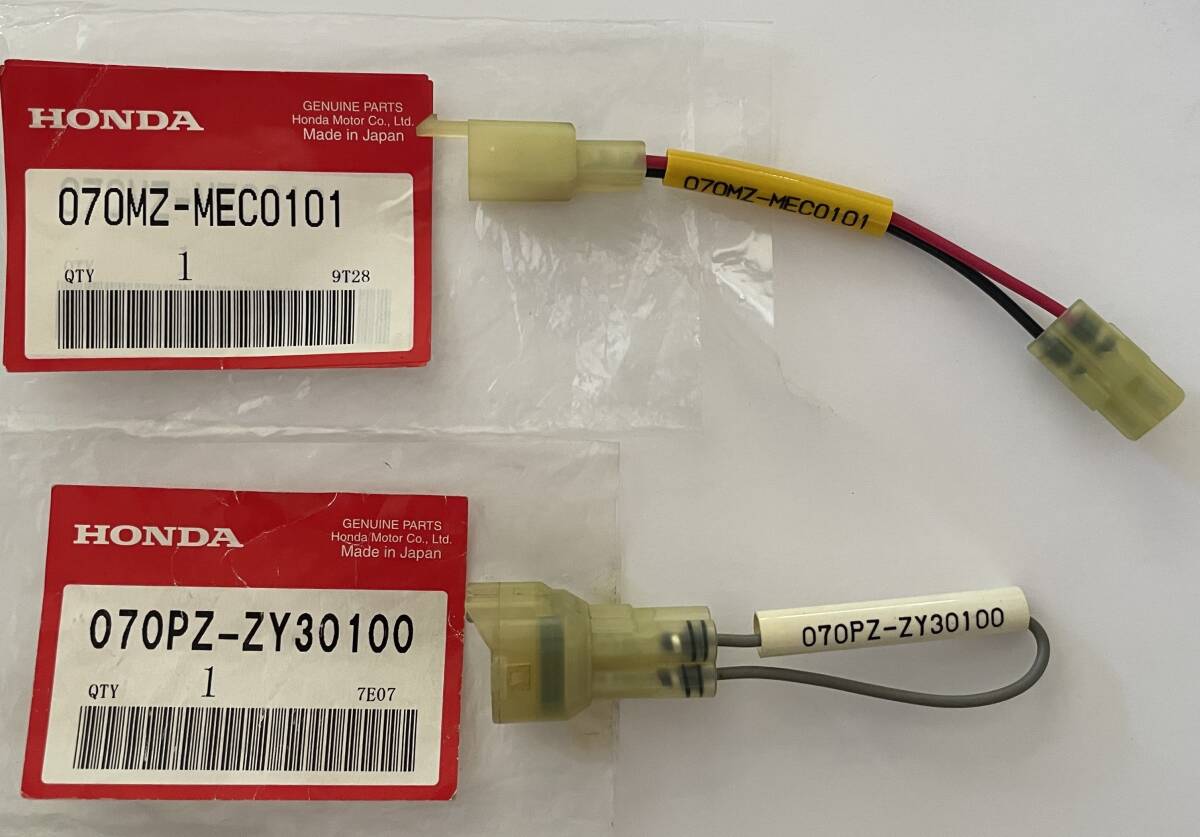 HONDA
GENUINE PARTS
Honda Motor Co., Ltd.
Made in Japan
070MZ-MEC0101
QTY 1 9T28
070MZ-MEC0101
HONDA
GENUINE PARTS
Honda Motor Co., Ltd.
Made in Japan
070PZ-ZY30100
QTY 1 7E07
070PZ-ZY30100